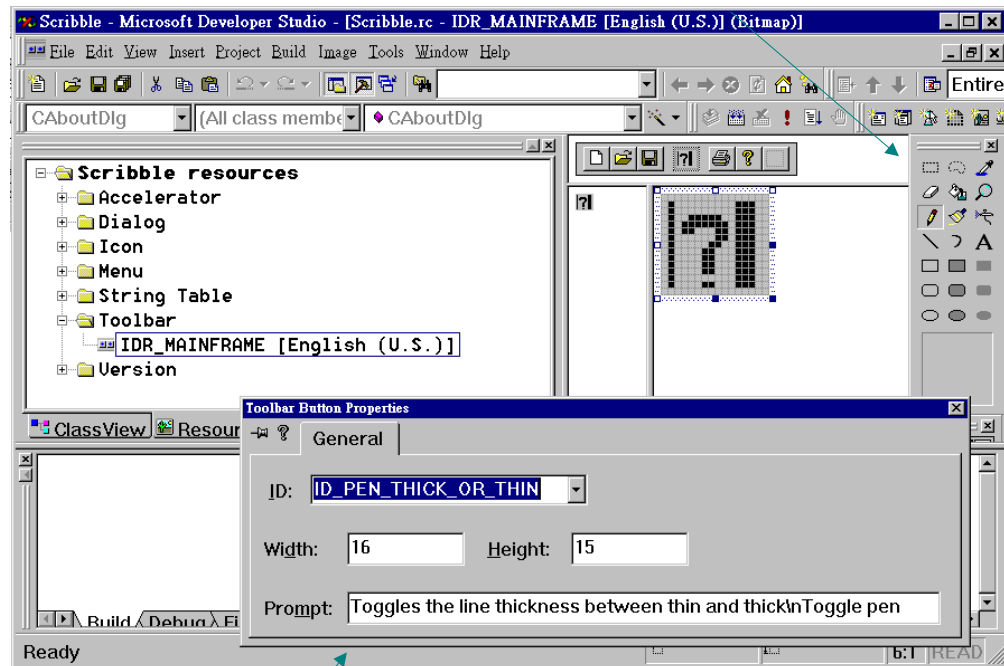 Scribble - Microsoft Developer Studio - [Scribble.rc - IDR_MAINFRAME [English (U.S.)] (Bitmap)]
File Edit View Insert Project Build Image Tools Window Help
Entire
CAboutDlg (All class membe CAboutDlg
Scribble resources
Accelerator
Dialog
Icon
Menu
String Table
Toolbar
IDR_MAINFRAME [English (U.S.)]
Version
ClassView Resour
Toolbar Button Properties
General
ID: ID_PEN_THICK_OR_THIN
Width: 16 Height: 15
Prompt: Toggles the line thickness between thin and thick\nToggle pen
Build Debug Fi
Ready 6:1 READ